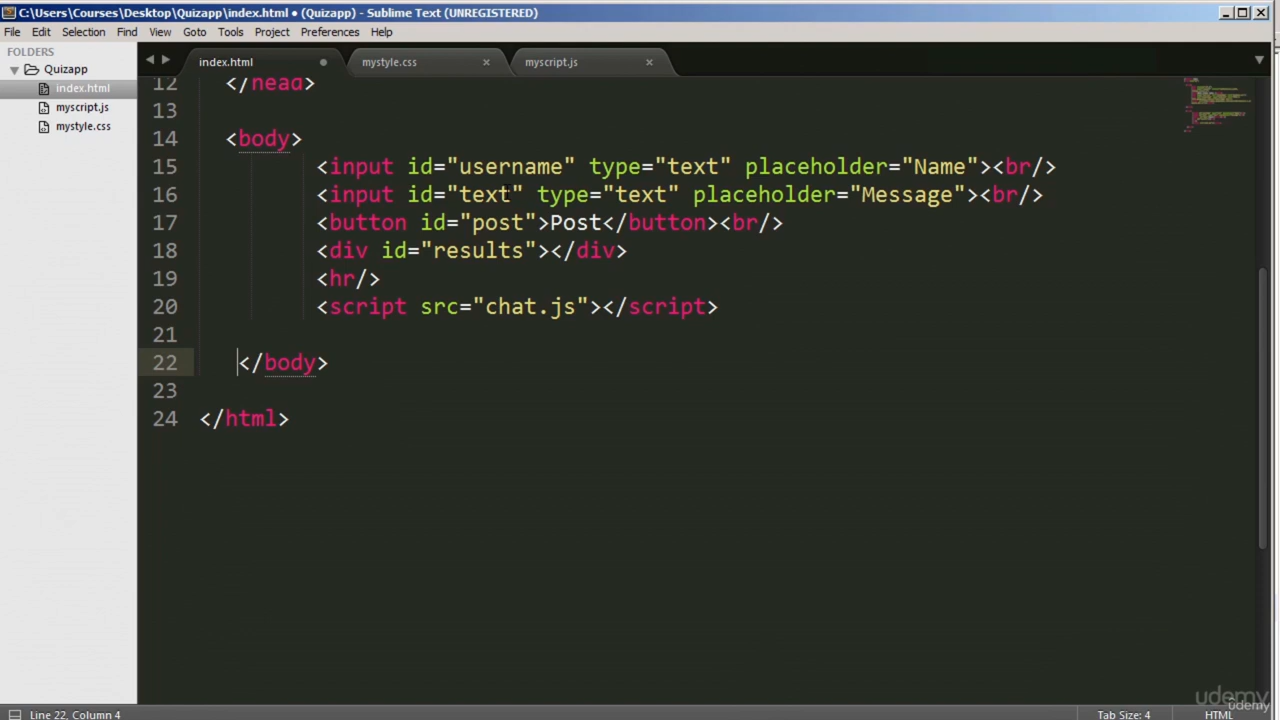 C:\Users\Courses\Desktop\Quizapp\index.html • (Quizapp) - Sublime Text (UNREGISTERED)
File Edit Selection Find View Goto Tools Project Preferences Help
FOLDERS
Quizapp
index.html
myscript.js
mystyle.css
index.html mystyle.css myscript.js
12 </head>
13
14 <body>
15 <input id="username" type="text" placeholder="Name"><br/>
16 <input id="text" type="text" placeholder="Message"><br/>
17 <button id="post">Post</button><br/>
18 <div id="results"></div>
19 <hr/>
20 <script src="chat.js"></script>
21
22 </body>
23
24 </html>
udemy
udemy
Line 22, Column 4 Tab Size: 4 HTML